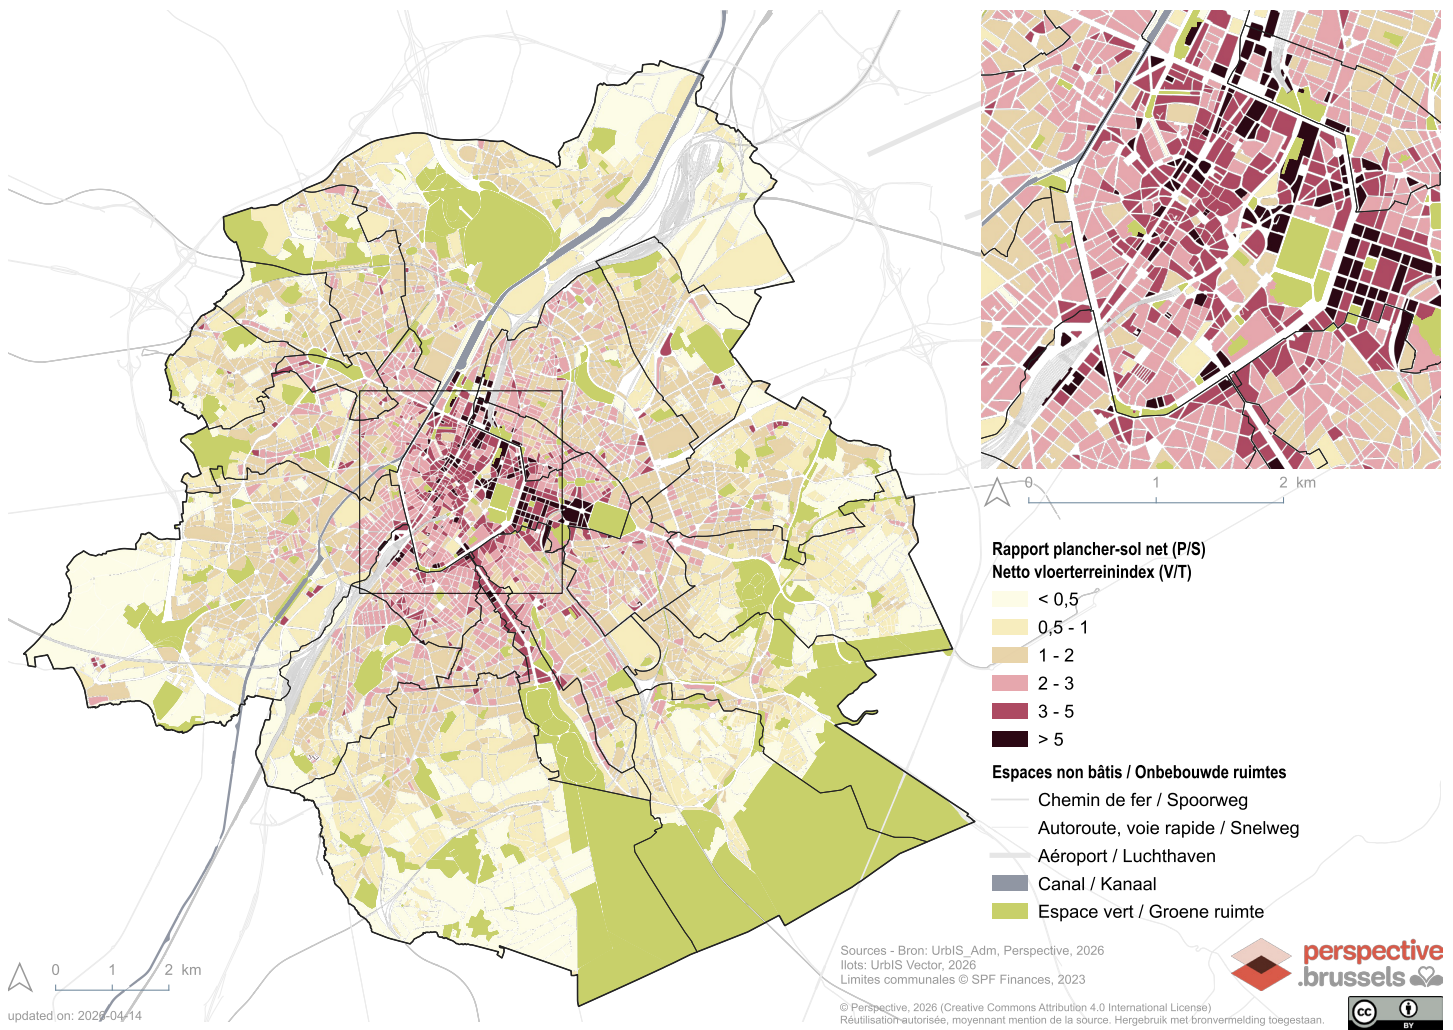 0 1 2 km
Rapport plancher-sol net (P/S)
Netto vloerterreinindex (V/T)
< 0,5
0,5 - 1
1 - 2
2 - 3
3 - 5
> 5
Espaces non bâtis / Onbebouwde ruimtes
Chemin de fer / Spoorweg
Autoroute, voie rapide / Snelweg
Aéroport / Luchthaven
Canal / Kanaal
Espace vert / Groene ruimte
0 1 2 km
updated on: 2026-04-14
Sources - Bron: UrbIS_Adm, Perspective, 2026
Ilots: UrbIS Vector, 2026
Limites communales © SPF Finances, 2023
perspective
.brussels
© Perspective, 2026 (Creative Commons Attribution 4.0 International License)
Réutilisation autorisée, moyennant mention de la source. Hergebruik met bronvermelding toegestaan.
cc
BY